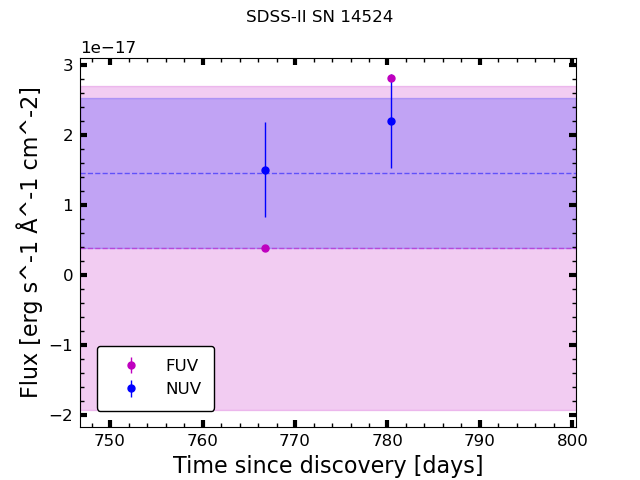 SDSS-II SN 14524
1e−17
3
2
1
0
−1
−2
Flux [erg s^-1 Å^-1 cm^-2]
FUV
NUV
750 760 770 780 790 800
Time since discovery [days]